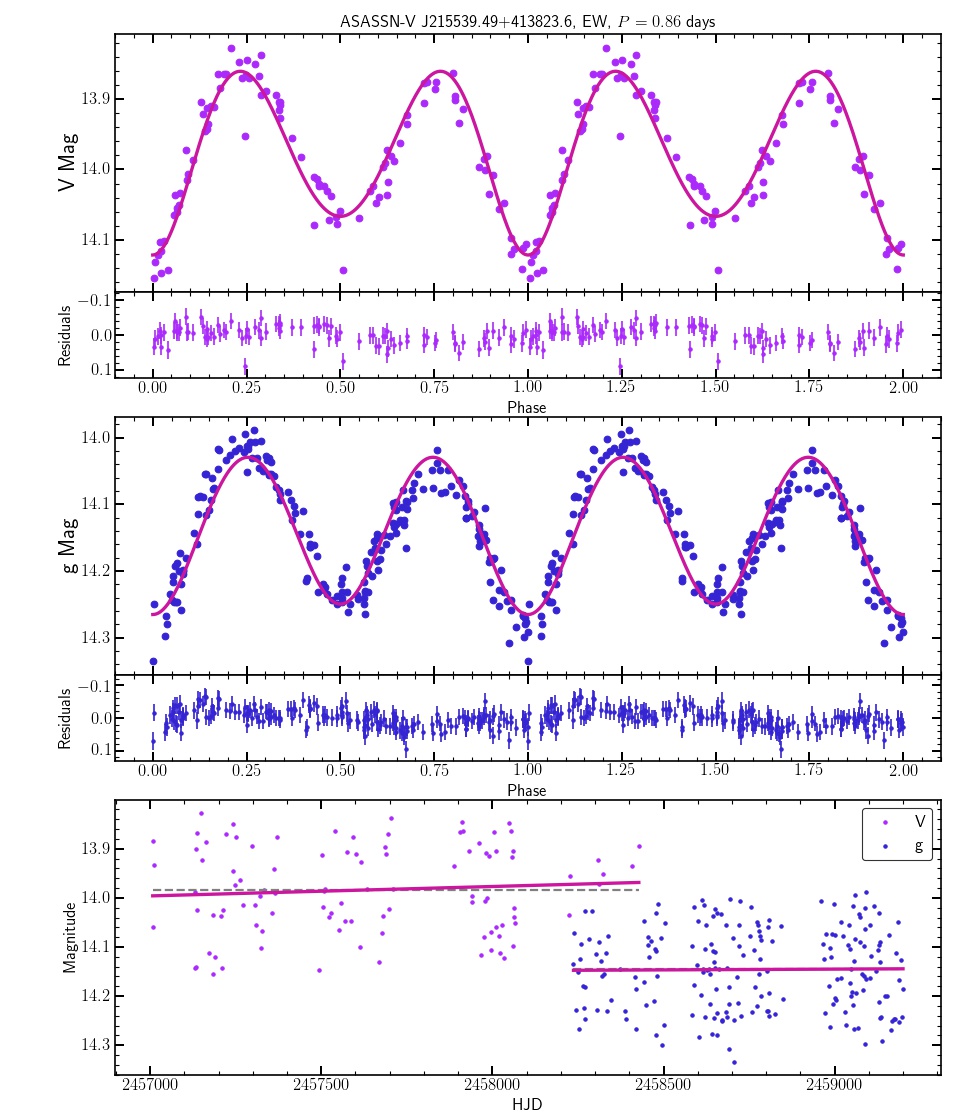 ASASSN-V J215539.49+413823.6, EW, P = 0.86 days
V Mag
13.9
14.0
14.1
Residuals
−0.1
0.0
0.1
0.00 0.25 0.50 0.75 1.00 1.25 1.50 1.75 2.00
Phase
g Mag
14.0
14.1
14.2
14.3
Residuals
−0.1
0.0
0.1
0.00 0.25 0.50 0.75 1.00 1.25 1.50 1.75 2.00
Phase
Magnitude
13.9
14.0
14.1
14.2
14.3
V
g
2457000 2457500 2458000 2458500 2459000
HJD